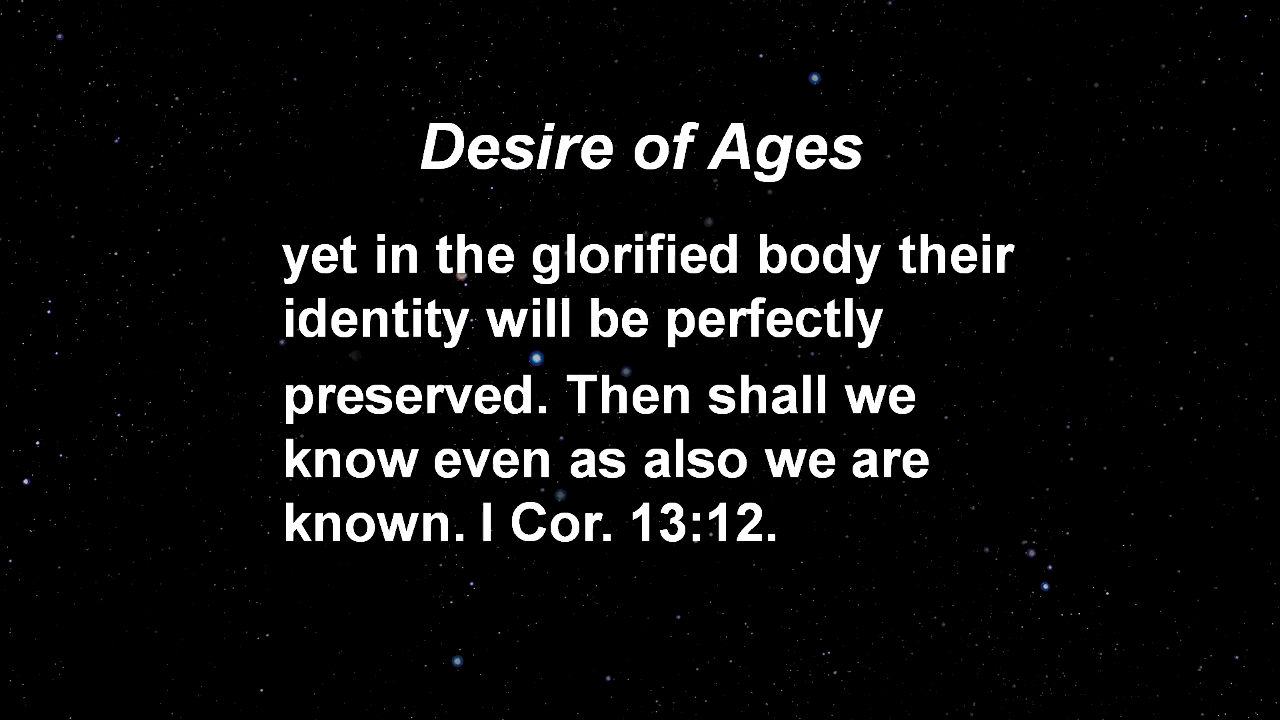 Desire of Ages
yet in the glorified body their
identity will be perfectly
preserved. Then shall we
know even as also we are
known. I Cor. 13:12.